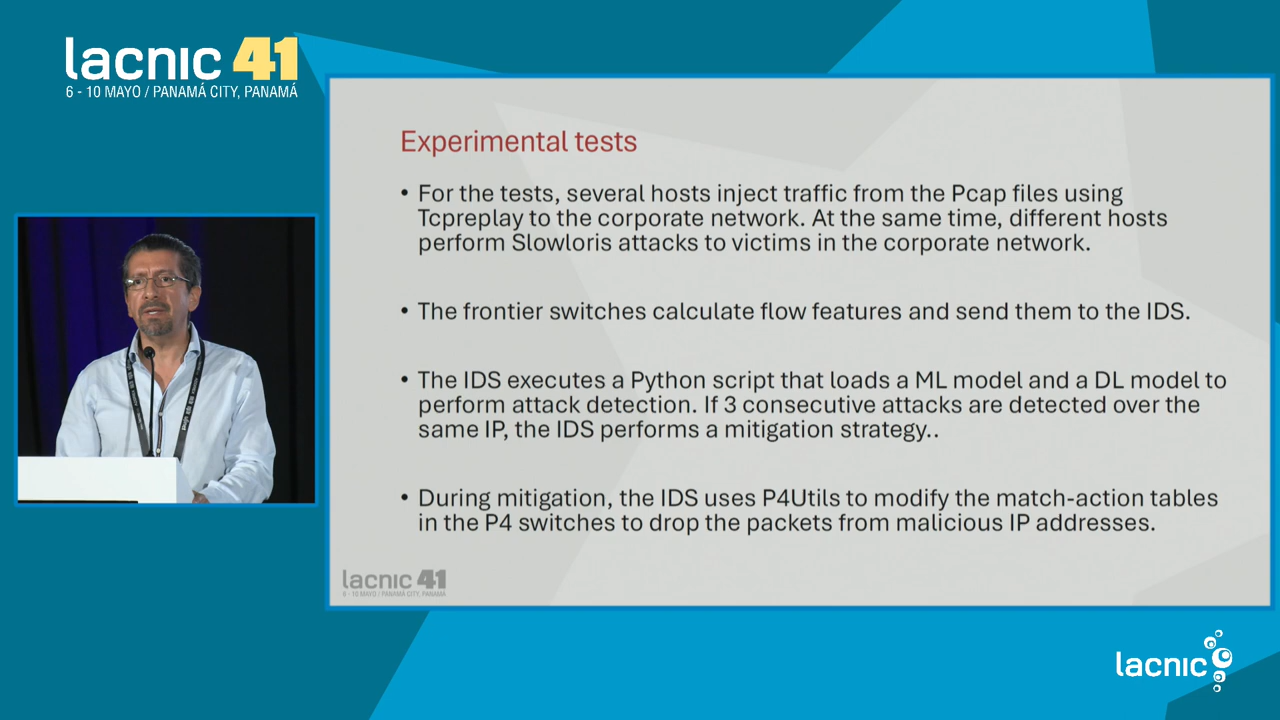 lacnic 41
6 - 10 MAYO / PANAMÁ CITY, PANAMÁ
Experimental tests
• For the tests, several hosts inject traffic from the Pcap files using
Tcpreplay to the corporate network. At the same time, different hosts
perform Slowloris attacks to victims in the corporate network.
• The frontier switches calculate flow features and send them to the IDS.
• The IDS executes a Python script that loads a ML model and a DL model to
perform attack detection. If 3 consecutive attacks are detected over the
same IP, the IDS performs a mitigation strategy..
• During mitigation, the IDS uses P4Utils to modify the match-action tables
in the P4 switches to drop the packets from malicious IP addresses.
lacnic 41
6 - 10 MAYO / PANAMÁ CITY, PANAMÁ
lacnic